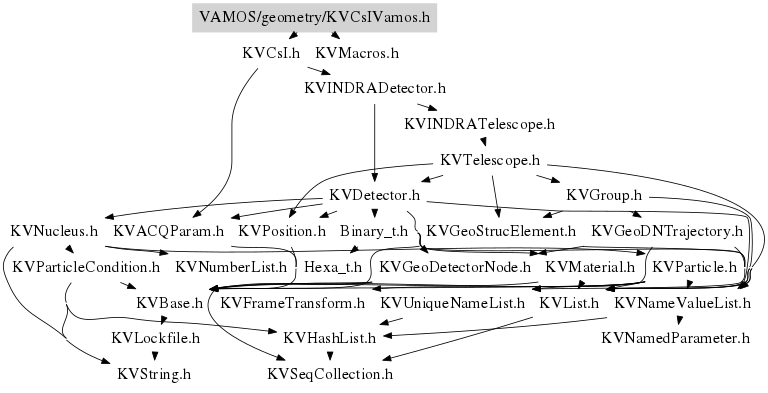 VAMOS/geometry/KVCsIVamos.h
KVCsI.h KVMacros.h
KVINDRADetector.h
KVINDRATelescope.h
KVTelescope.h
KVDetector.h KVGroup.h
KVNucleus.h KVACQParam.h KVPosition.h Binary_t.h KVGeoStrucElement.h KVGeoDNTrajectory.h
KVParticleCondition.h KVNumberList.h Hexa_t.h KVGeoDetectorNode.h KVMaterial.h KVParticle.h
KVBase.h KVFrameTransform.h KVUniqueNameList.h KVList.h KVNameValueList.h
KVLockfile.h KVHashList.h KVNamedParameter.h
KVString.h KVSeqCollection.h